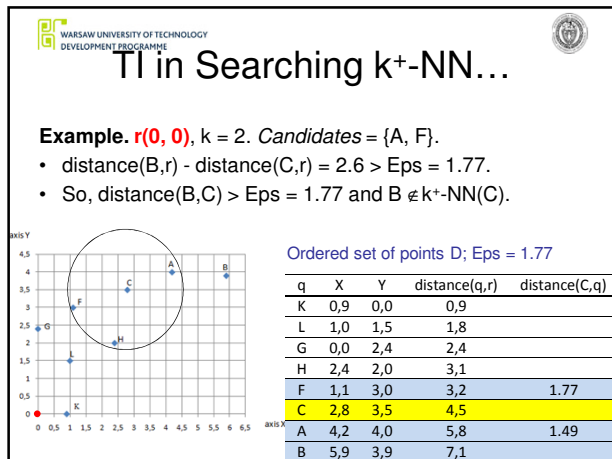 WARSAW UNIVERSITY OF TECHNOLOGY
DEVELOPMENT PROGRAMME
TI in Searching k⁺-NN…
Example. r(0, 0), k = 2. Candidates = {A, F}.
• distance(B,r) - distance(C,r) = 2.6 > Eps = 1.77.
• So, distance(B,C) > Eps = 1.77 and B ∉ k⁺-NN(C).
axis Y
4,5
4
3,5
3
2,5
2
1,5
1
0,5
0
A
B
C
F
G
H
L
K
0 0,5 1 1,5 2 2,5 3 3,5 4 4,5 5 5,5 6 6,5
axis X
Ordered set of points D; Eps = 1.77
q X Y distance(q,r) distance(C,q)
K 0,9 0,0 0,9
L 1,0 1,5 1,8
G 0,0 2,4 2,4
H 2,4 2,0 3,1
F 1,1 3,0 3,2 1.77
C 2,8 3,5 4,5
A 4,2 4,0 5,8 1.49
B 5,9 3,9 7,1